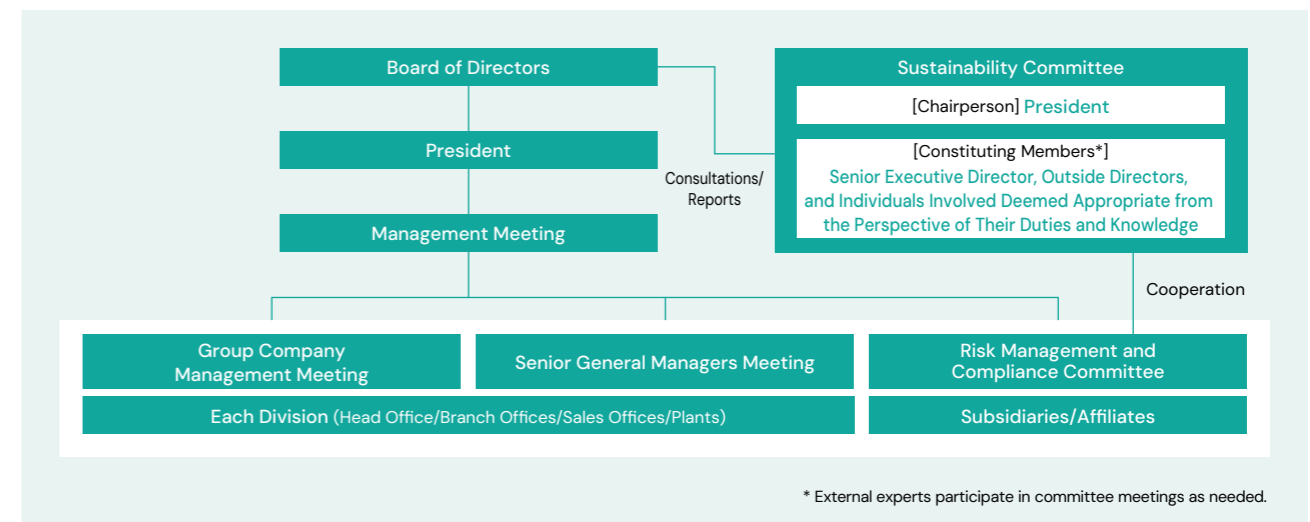 Board of Directors
President
Management Meeting
Consultations/
Reports
Sustainability Committee
[Chairperson] President
[Constituting Members*]
Senior Executive Director, Outside Directors,
and Individuals Involved Deemed Appropriate from
the Perspective of Their Duties and Knowledge
Cooperation
Group Company
Management Meeting
Senior General Managers Meeting
Risk Management and
Compliance Committee
Each Division (Head Office/Branch Offices/Sales Offices/Plants)
Subsidiaries/Affiliates
* External experts participate in committee meetings as needed.